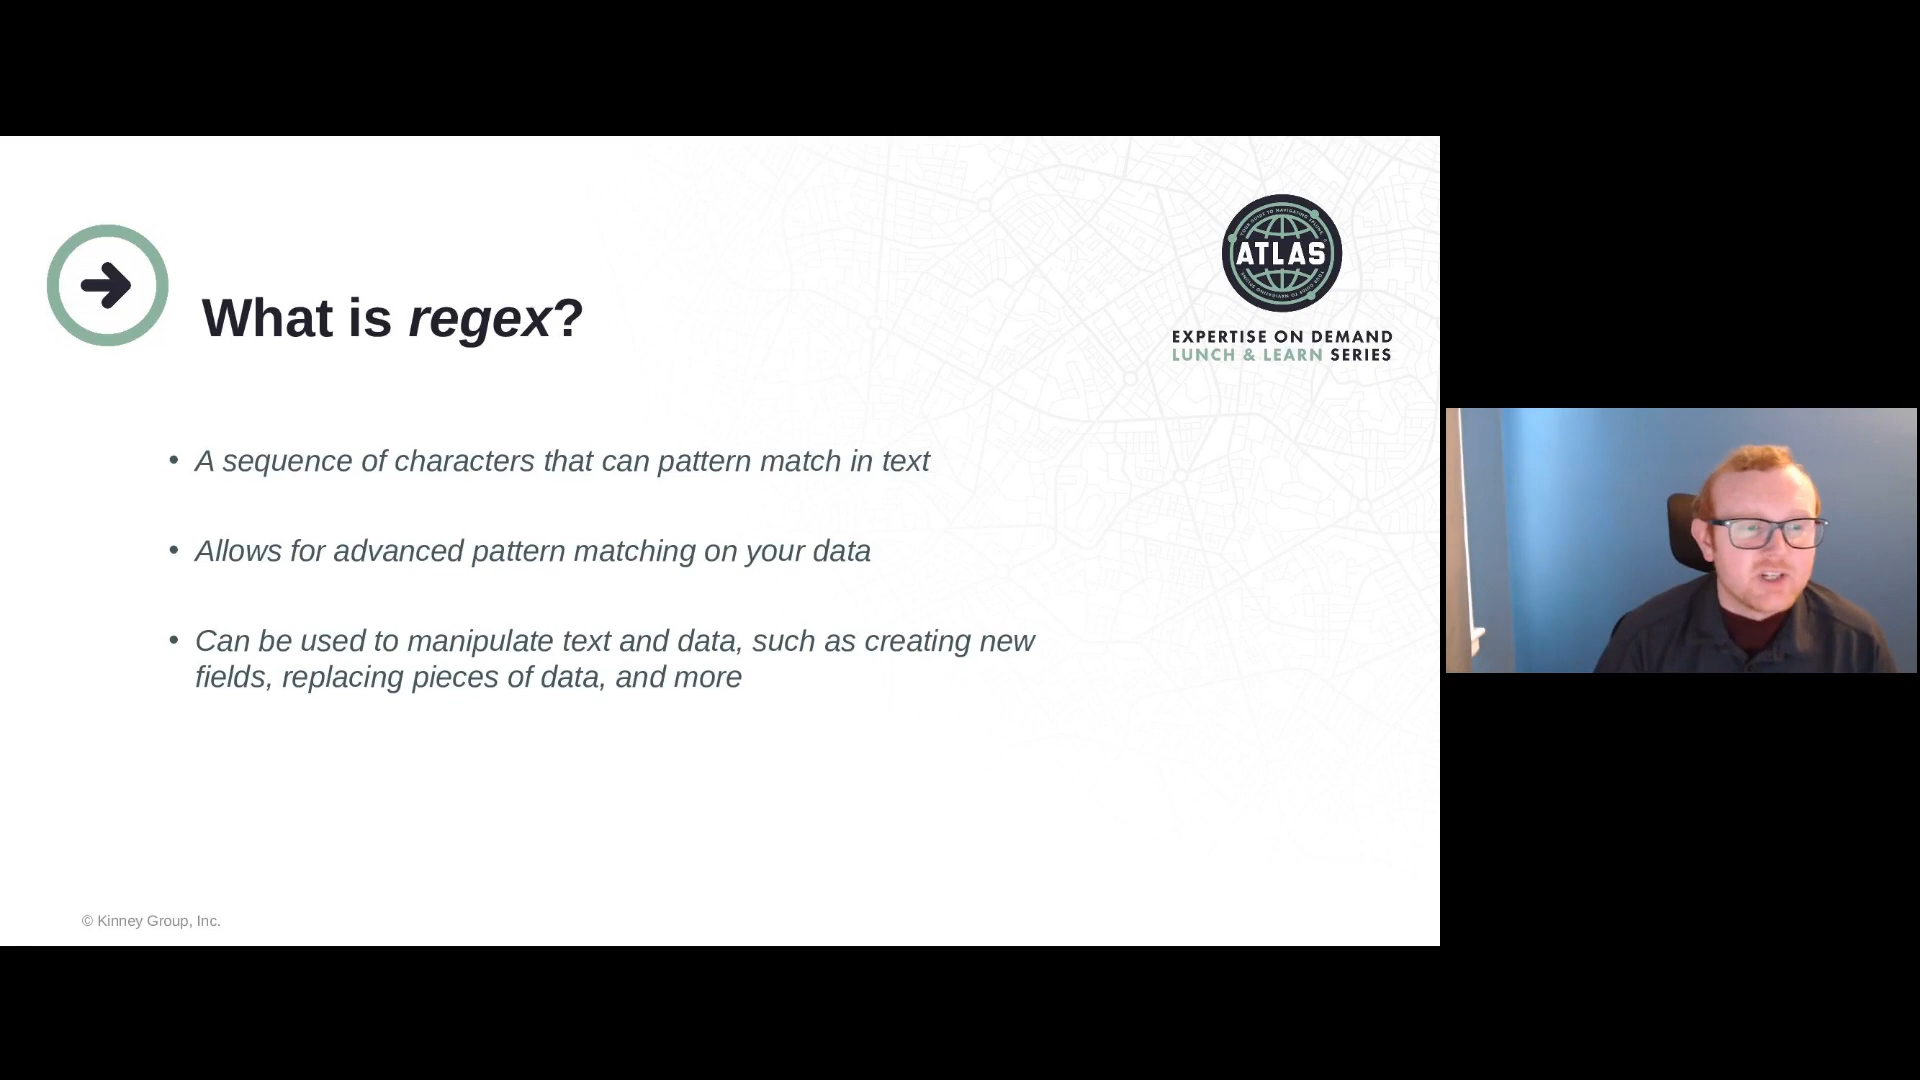 ATLAS
EXPERTISE ON DEMAND
LUNCH & LEARN SERIES
What is regex?
• A sequence of characters that can pattern match in text
• Allows for advanced pattern matching on your data
• Can be used to manipulate text and data, such as creating new
fields, replacing pieces of data, and more
© Kinney Group, Inc.